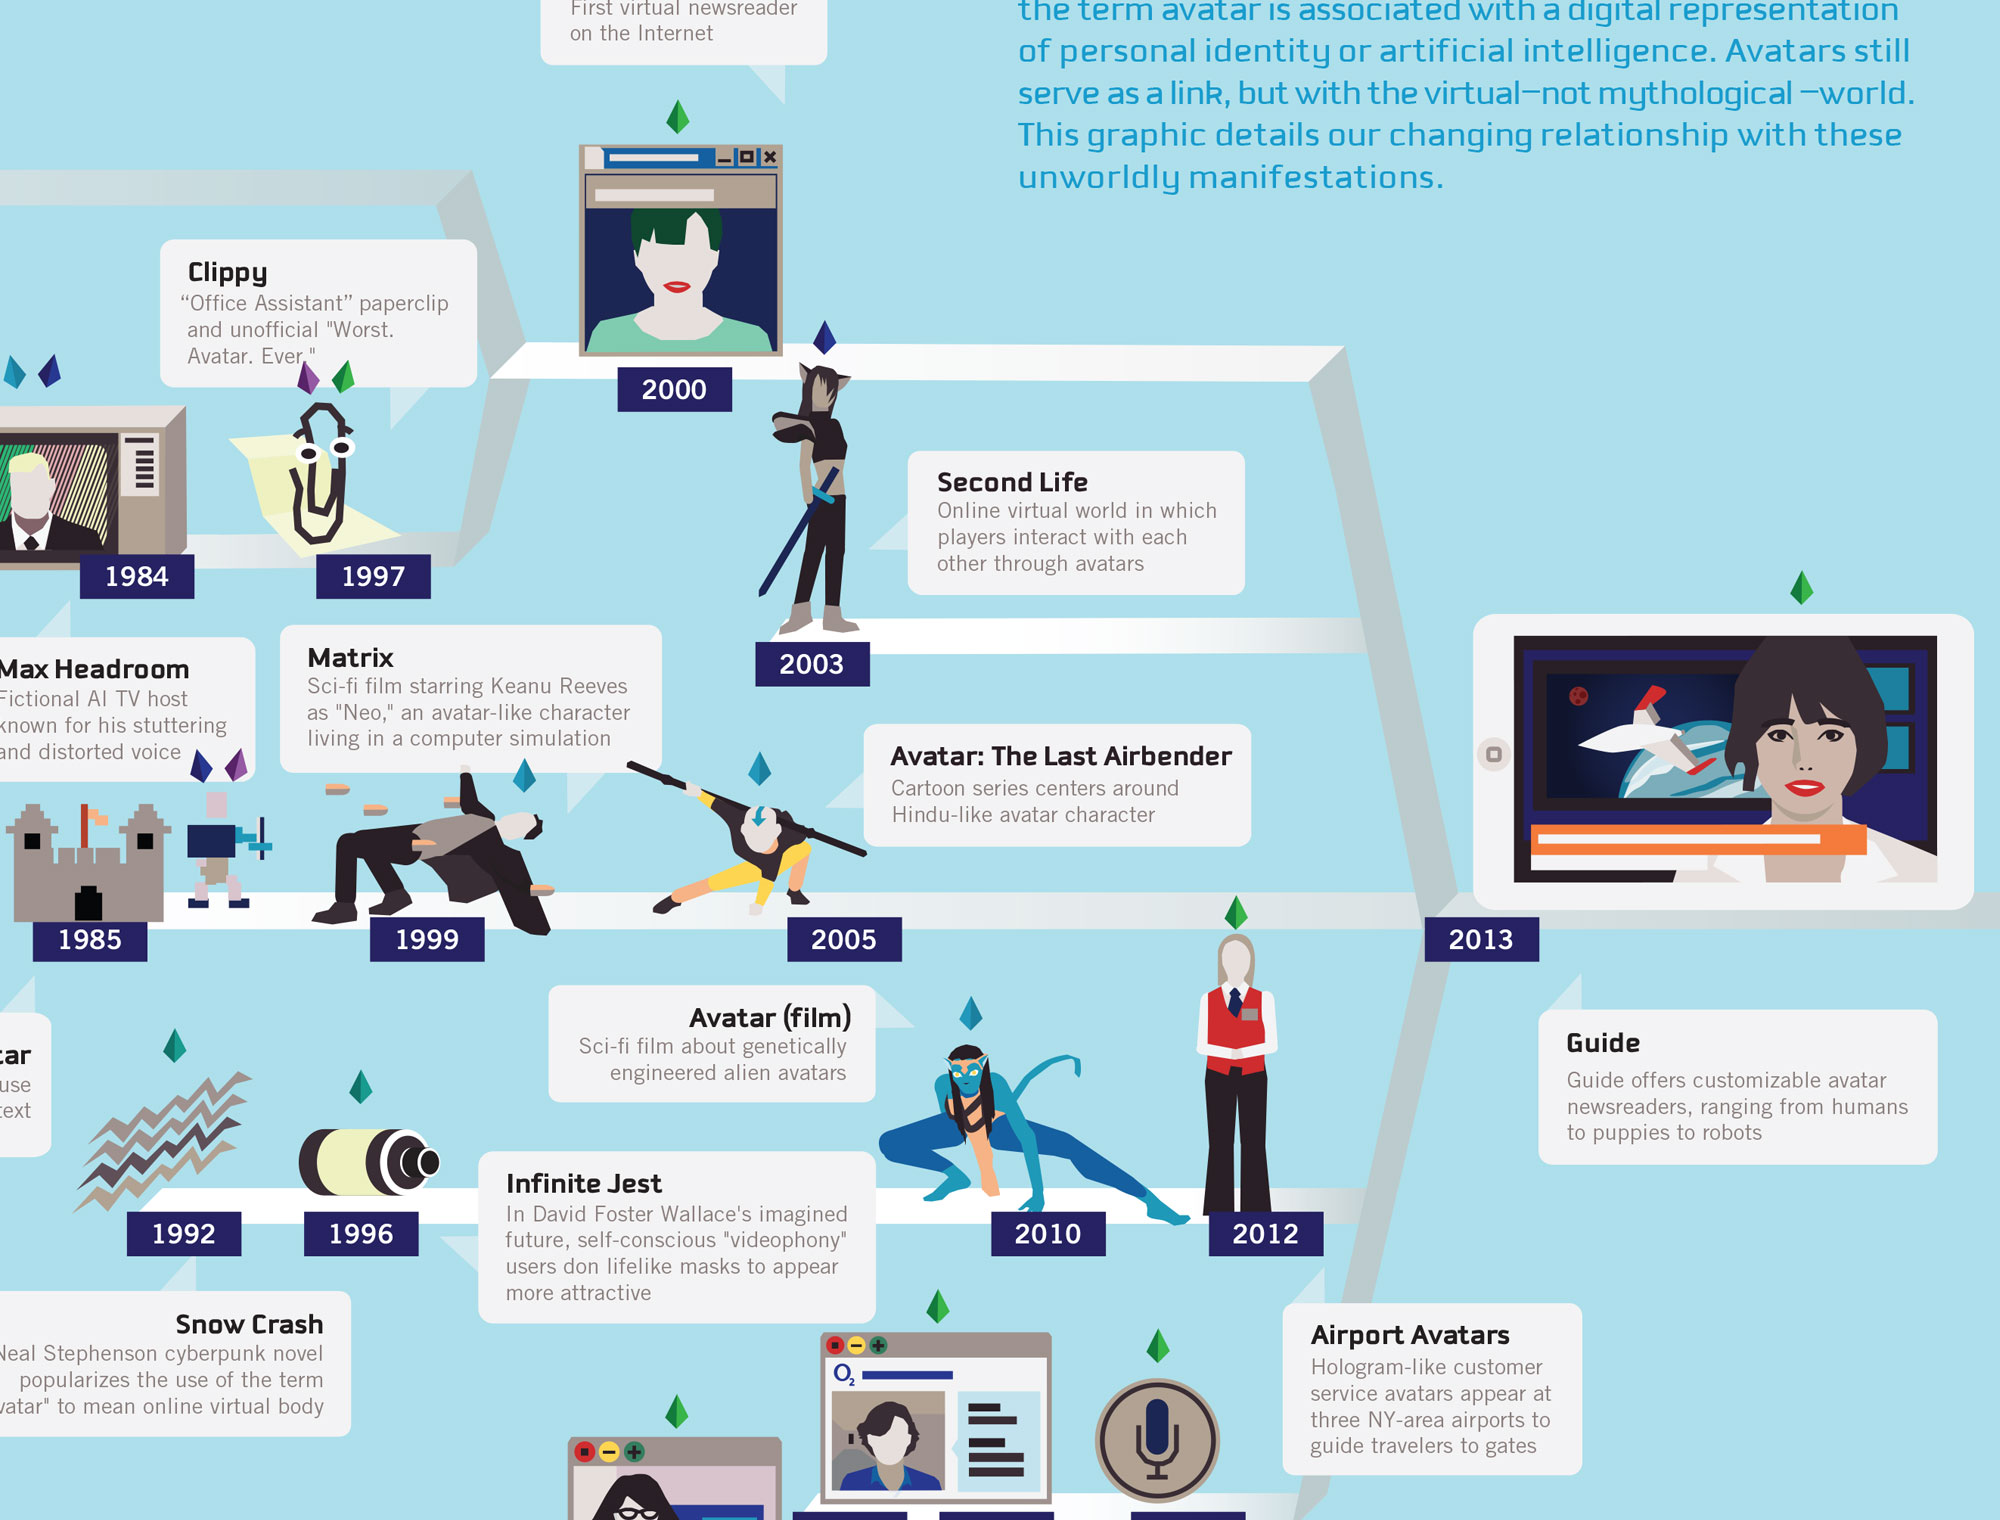 First virtual newsreader
on the Internet
the term avatar is associated with a digital representation
of personal identity or artificial intelligence. Avatars still
serve as a link, but with the virtual—not mythological —world.
This graphic details our changing relationship with these
unworldly manifestations.
Clippy
“Office Assistant” paperclip
and unofficial "Worst.
Avatar. Ever."
2000
Second Life
Online virtual world in which
players interact with each
other through avatars
1984
1997
2003
Max Headroom
Fictional AI TV host
known for his stuttering
and distorted voice
Matrix
Sci-fi film starring Keanu Reeves
as "Neo," an avatar-like character
living in a computer simulation
Avatar: The Last Airbender
Cartoon series centers around
Hindu-like avatar character
1985
1999
2005
2013
tar
use
text
Avatar (film)
Sci-fi film about genetically
engineered alien avatars
Guide
Guide offers customizable avatar
newsreaders, ranging from humans
to puppies to robots
1992
1996
Infinite Jest
In David Foster Wallace's imagined
future, self-conscious "videophony"
users don lifelike masks to appear
more attractive
2010
2012
Snow Crash
Neal Stephenson cyberpunk novel
popularizes the use of the term
vatar" to mean online virtual body
O2
Airport Avatars
Hologram-like customer
service avatars appear at
three NY-area airports to
guide travelers to gates